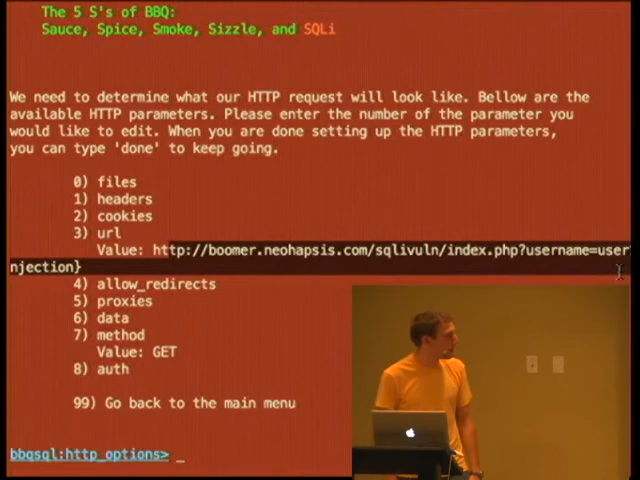 The 5 S's of BBQ:
Sauce, Spice, Smoke, Sizzle, and SQLi
We need to determine what our HTTP request will look like. Bellow are the
available HTTP parameters. Please enter the number of the parameter you
would like to edit. When you are done setting up the HTTP parameters,
you can type 'done' to keep going.
0) files
1) headers
2) cookies
3) url
Value: http://boomer.neohapsis.com/sqlivuln/index.php?username=user
njection}
4) allow_redirects
5) proxies
6) data
7) method
Value: GET
8) auth
99) Go back to the main menu
bbqsql:http_options> _